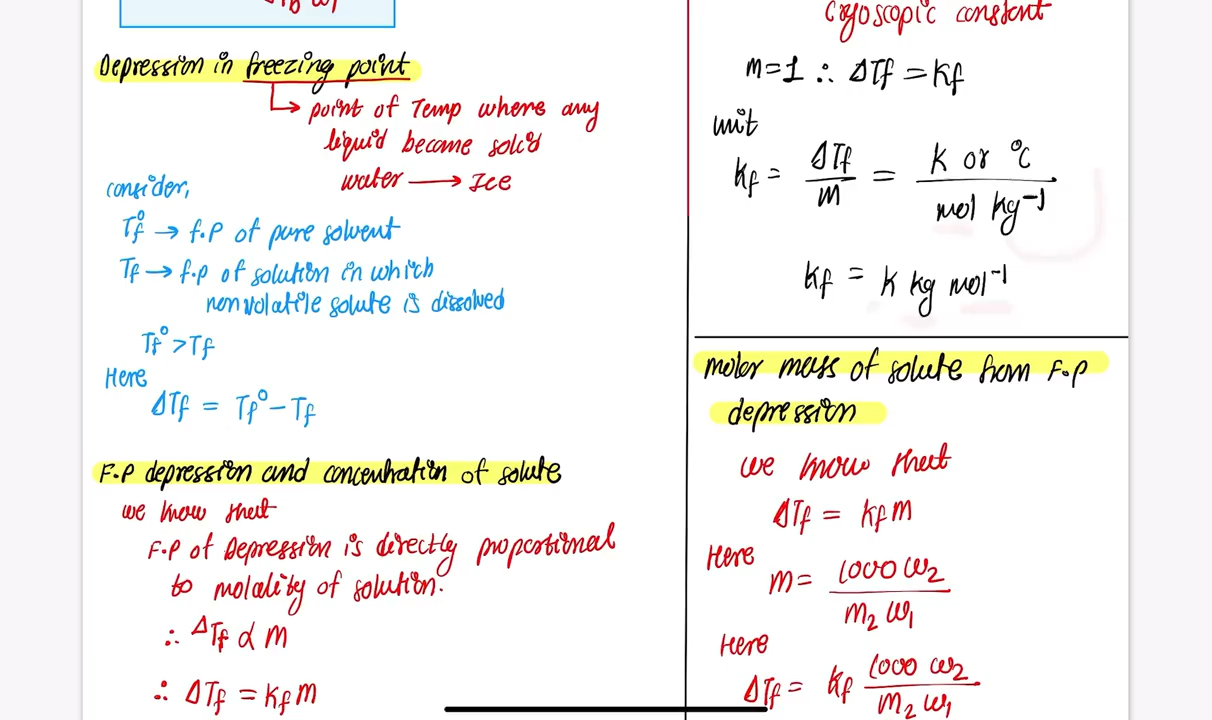 Depression in freezing point
→ point of Temp where any
liquid become solid
water → Ice
consider,
Tf° → f.P of pure solvent
Tf → f.p of solution in which
nonvolatile solute is dissolved
Tf° > Tf
Here
ΔTf = Tf° - Tf
F.P depression and concentration of solute
we know that
F.P of Depression is directly proportional
to molality of solution.
∴ ΔTf ∝ m
∴ ΔTf = Kf m
cryoscopic constant
m=1 ∴ ΔTf = Kf
unit
Kf = ΔTf / m = K or °C / mol kg⁻¹
Kf = K kg mol⁻¹
molar mass of solute from F.P
depression
we know that
ΔTf = Kf m
Here
m = 1000 w₂ / m₂ w₁
Here
ΔTf = Kf 1000 w₂ / m₂ w₁